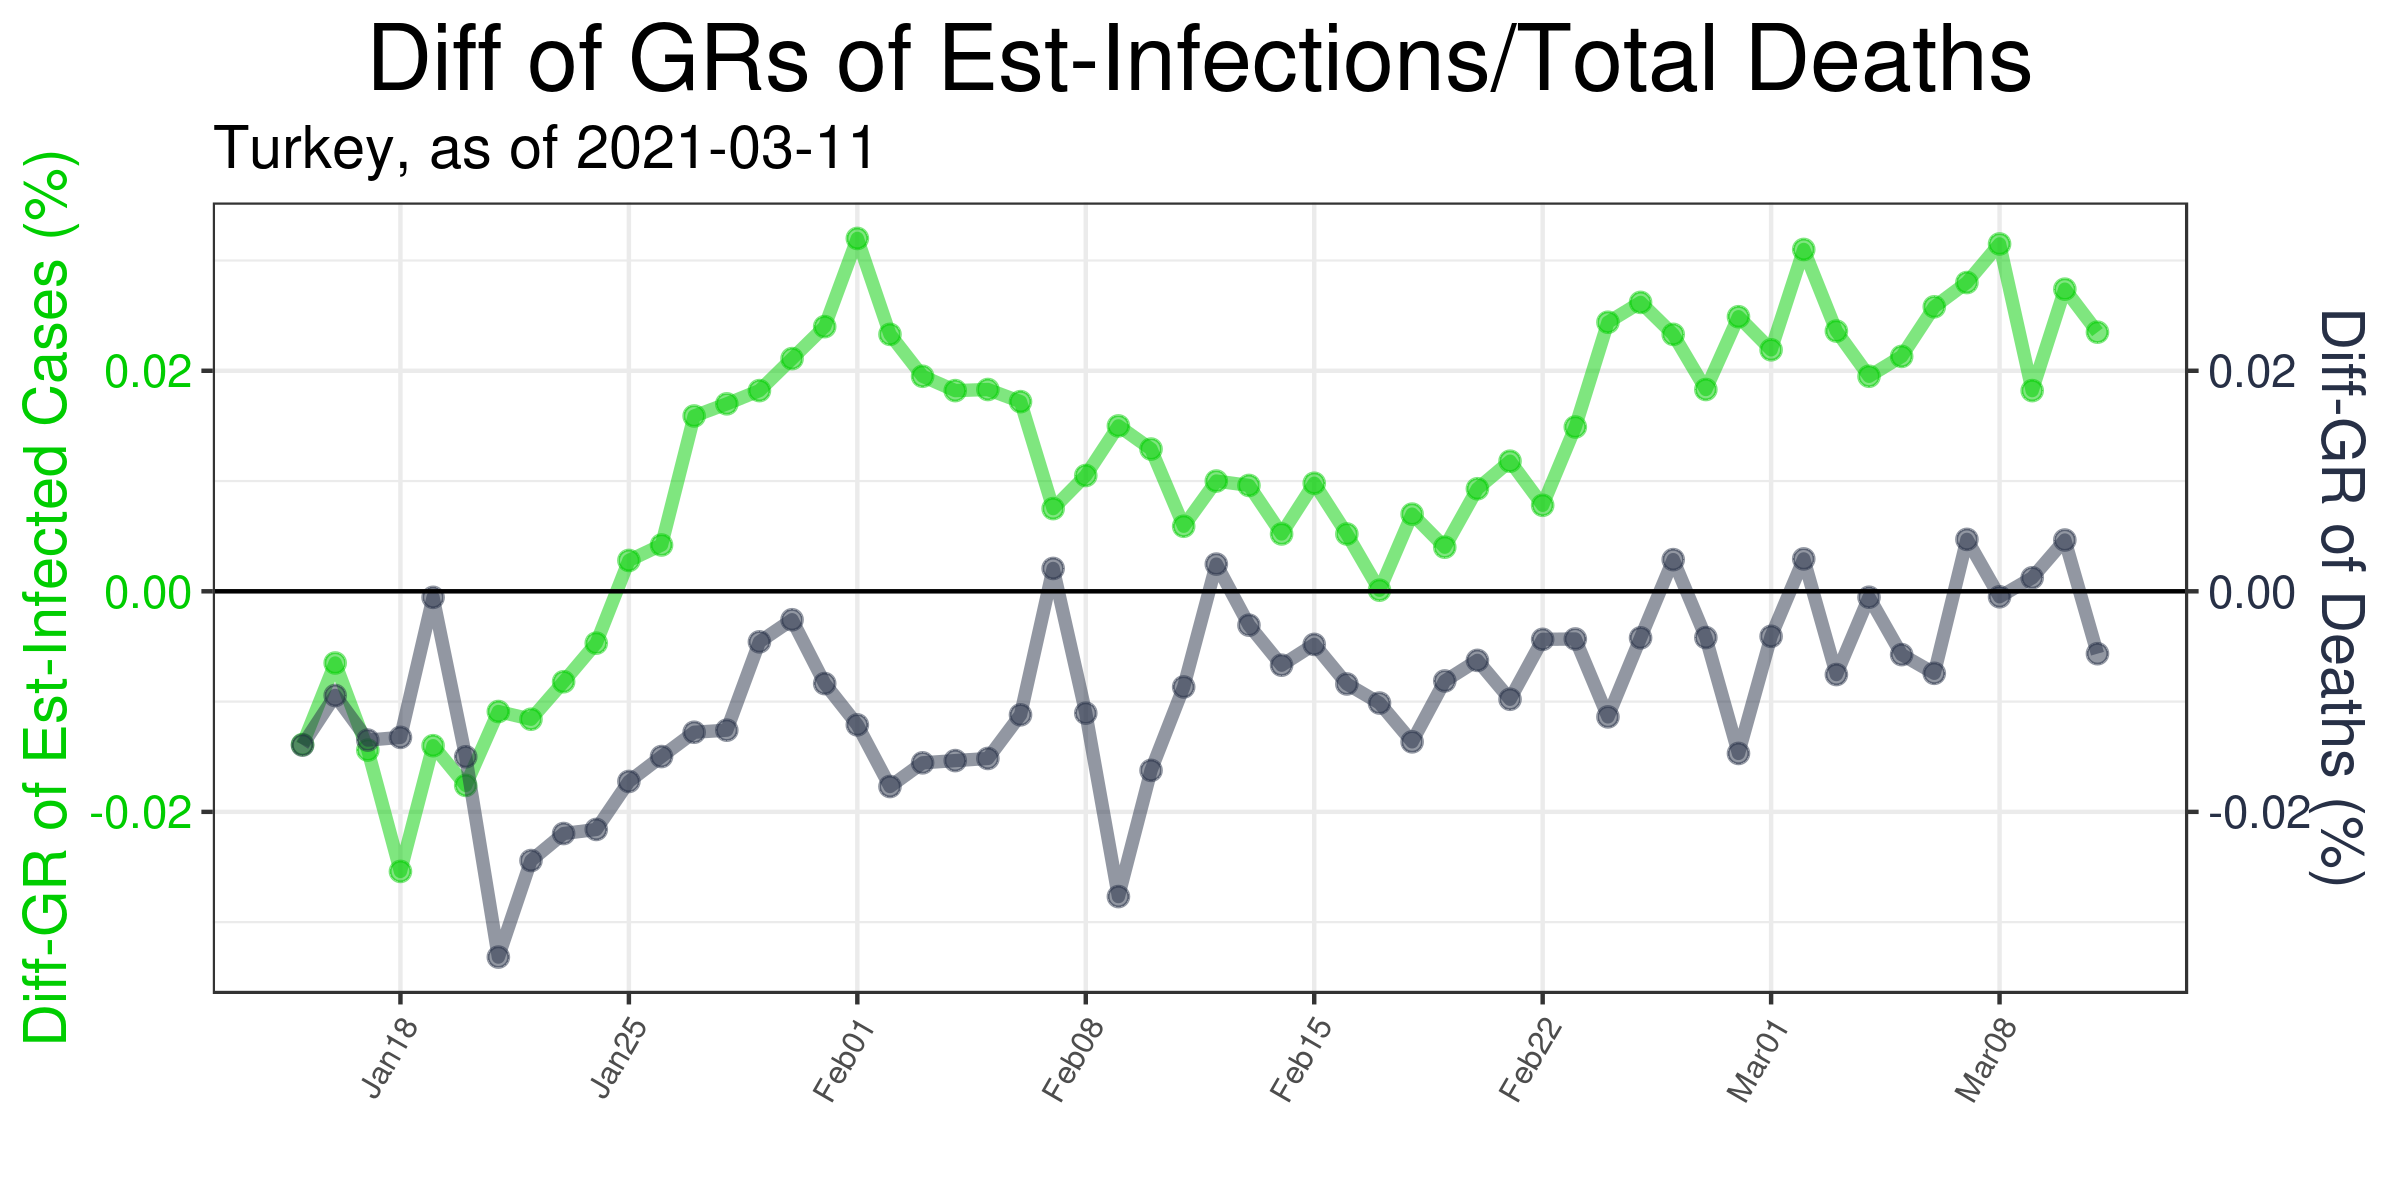 Diff of GRs of Est-Infections/Total Deaths
Turkey, as of 2021-03-11
Diff-GR of Est-Infected Cases (%)
0.02
0.00
-0.02
0.02
0.00
-0.02
Diff-GR of Deaths (%)
Jan18
Jan25
Feb01
Feb08
Feb15
Feb22
Mar01
Mar08